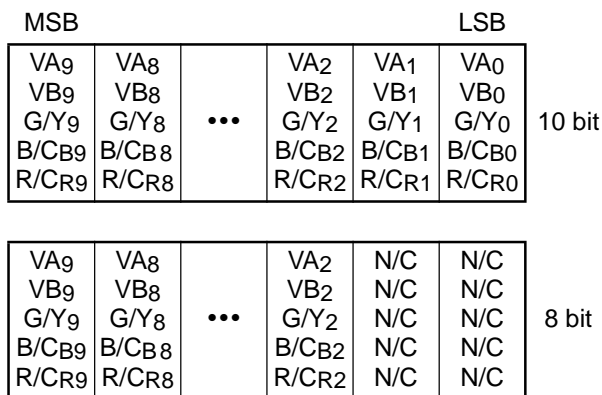 MSB LSB
VA9 VA8 VA2 VA1 VA0
VB9 VB8 VB2 VB1 VB0
G/Y9 G/Y8 ••• G/Y2 G/Y1 G/Y0 10 bit
B/CB9 B/CB8 B/CB2 B/CB1 B/CB0
R/CR9 R/CR8 R/CR2 R/CR1 R/CR0
VA9 VA8 VA2 N/C N/C
VB9 VB8 VB2 N/C N/C
G/Y9 G/Y8 ••• G/Y2 N/C N/C 8 bit
B/CB9 B/CB8 B/CB2 N/C N/C
R/CR9 R/CR8 R/CR2 N/C N/C